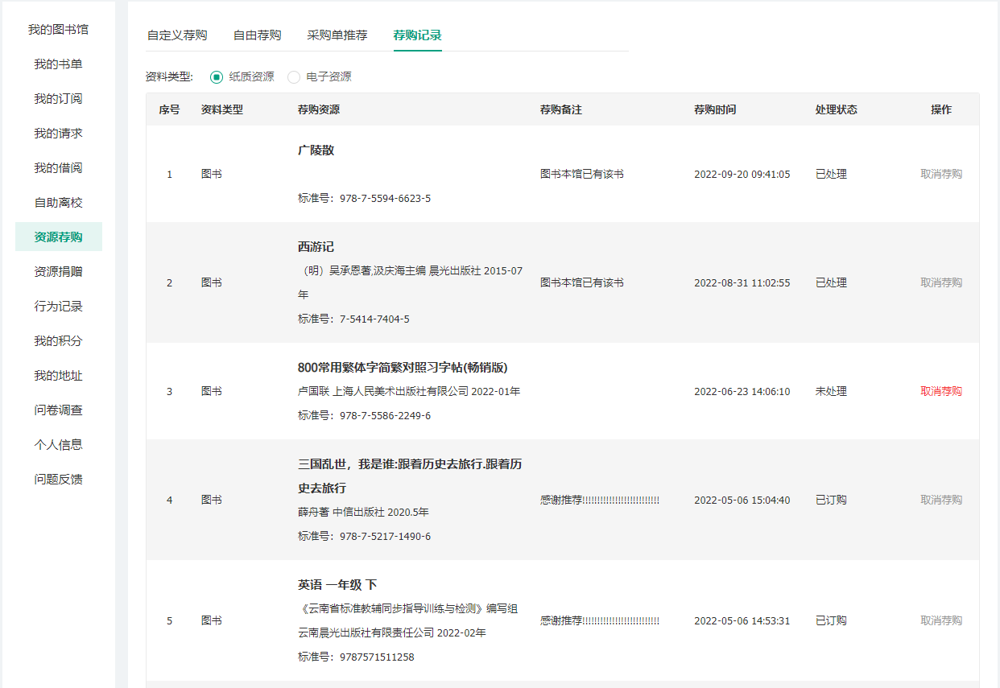 我的图书馆
我的书单
我的订阅
我的请求
我的借阅
自助离校
资源荐购
资源捐赠
行为记录
我的积分
我的地址
问卷调查
个人信息
问题反馈
自定义荐购 自由荐购 采购单推荐 荐购记录
资料类型: 纸质资源 电子资源
序号 资料类型 荐购资源 荐购备注 荐购时间 处理状态 操作
广陵散
1 图书 图书本馆已有该书 2022-09-20 09:41:05 已处理 取消荐购
标准号：978-7-5594-6623-5
西游记
（明）吴承恩著,汲庆海主编 晨光出版社 2015-07
2 图书 图书本馆已有该书 2022-08-31 11:02:55 已处理 取消荐购
年
标准号：7-5414-7404-5
800常用繁体字简繁对照习字帖(畅销版)
3 图书 卢国联 上海人民美术出版社有限公司 2022-01年 2022-06-23 14:06:10 未处理 取消荐购
标准号：978-7-5586-2249-6
三国乱世，我是谁:跟着历史去旅行.跟着历
史去旅行
4 图书 感谢推荐!!!!!!!!!!!!!!!!!!!!!!!!!! 2022-05-06 15:04:40 已订购 取消荐购
薛舟著 中信出版社 2020.5年
标准号：978-7-5217-1490-6
英语 一年级 下
《云南省标准教辅同步指导训练与检测》编写组
5 图书 感谢推荐!!!!!!!!!!!!!!!!!!!!!!!!!! 2022-05-06 14:53:31 已订购 取消荐购
云南晨光出版社有限责任公司 2022-02年
标准号：9787571511258